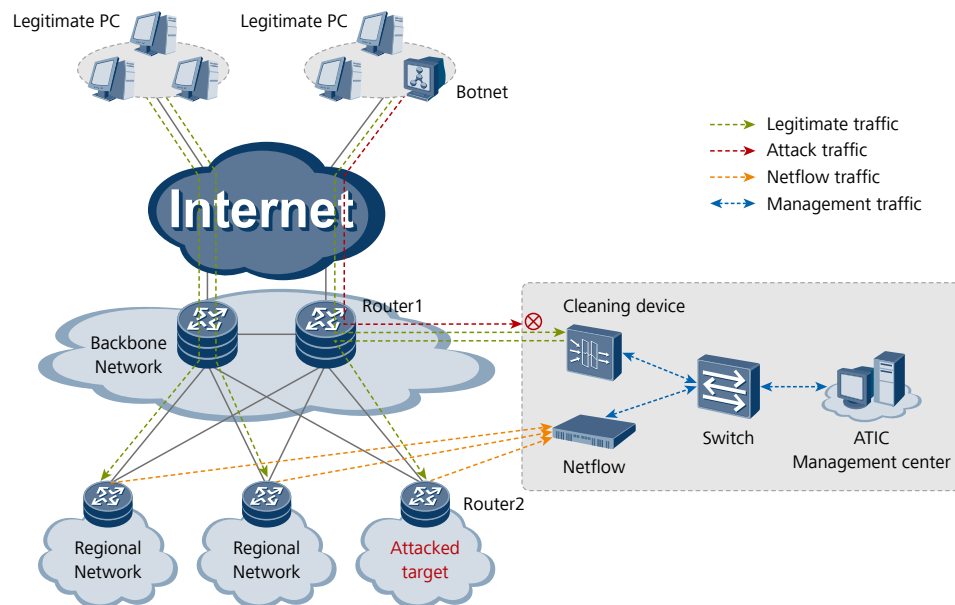 Legitimate PC
Legitimate PC
Botnet
Legitimate traffic
Attack traffic
Netflow traffic
Management traffic
Internet
Router1
Cleaning device
Backbone
Network
Switch
ATIC
Management center
Netflow
Router2
Regional
Network
Regional
Network
Attacked
target